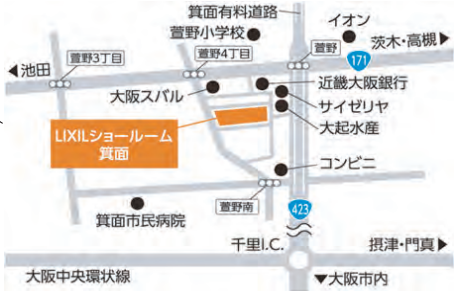 箕面有料道路
イオン
萱野小学校
萱野3丁目
萱野4丁目
萱野
茨木・高槻▶
◀池田
171
近畿大阪銀行
大阪スバル
サイゼリヤ
大起水産
LIXILショールーム
箕面
コンビニ
萱野南
箕面市民病院
423
千里I.C.
摂津・門真▶
大阪中央環状線
▼大阪市内